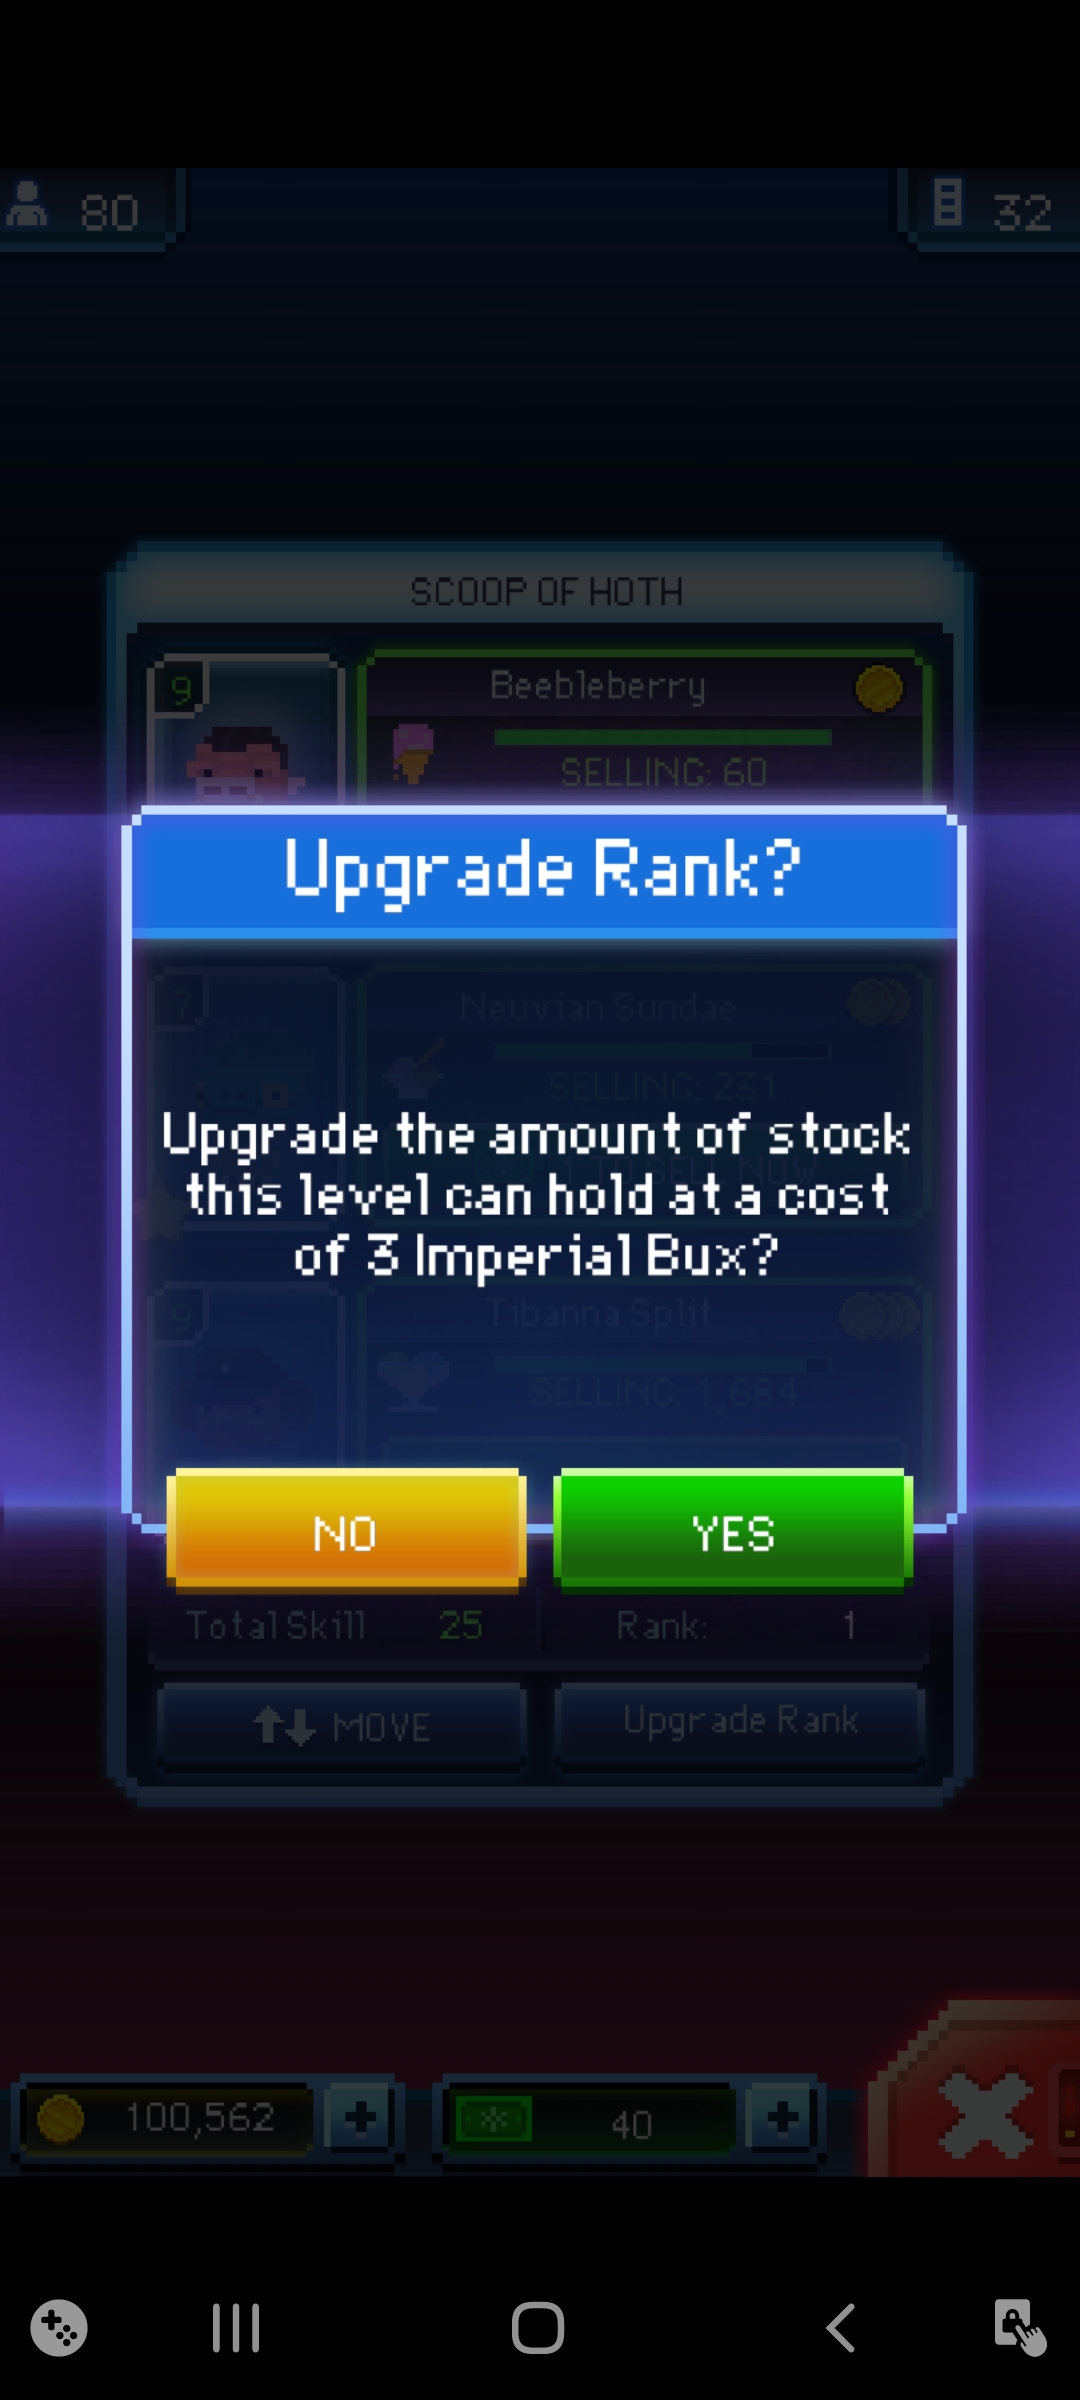 80
32
SCOOP OF HOTH
9
Beebleberry
SELLING: 60
Upgrade Rank?
7
Neuvian Sundae
SELLING: 231
Upgrade the amount of stock
this level can hold at a cost
of 3 Imperial Bux?
9
Tibanna Split
SELLING: 1,684
NO
YES
Total Skill 25
Rank: 1
MOVE
Upgrade Rank
100,562
40